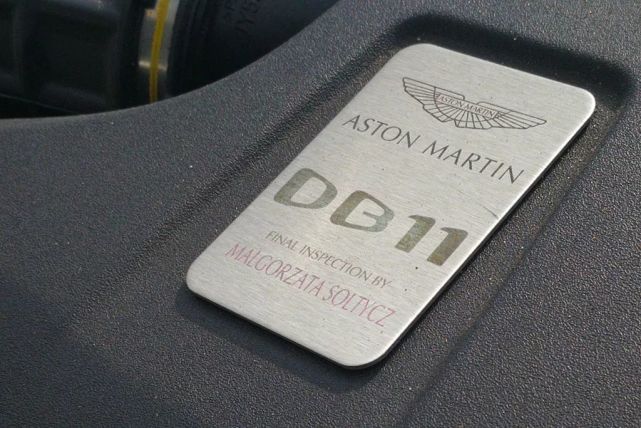 ASTON MARTIN
ASTON MARTIN
DB11
FINAL INSPECTION BY
MALGORZATA SOLTYCZ